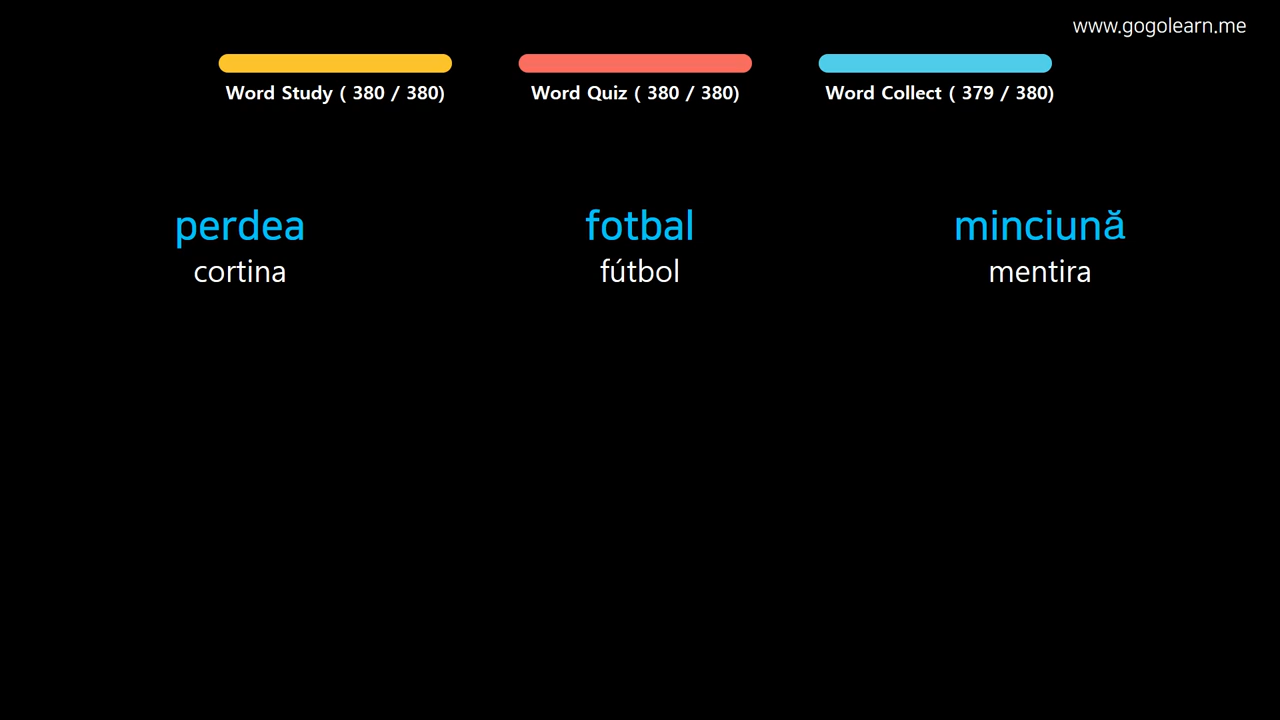 www.gogolearn.me
Word Study ( 380 / 380)
Word Quiz ( 380 / 380)
Word Collect ( 379 / 380)
perdea
cortina
fotbal
fútbol
minciună
mentira